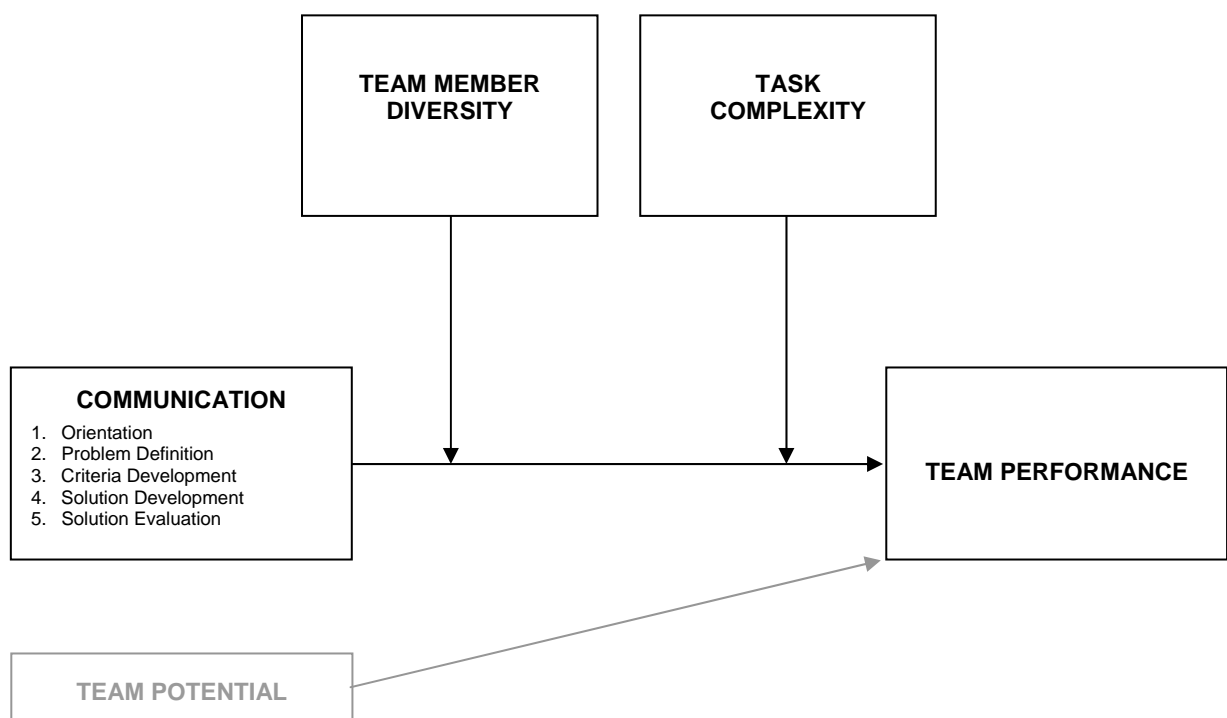 TEAM MEMBER
DIVERSITY
TASK
COMPLEXITY
COMMUNICATION
1. Orientation
2. Problem Definition
3. Criteria Development
4. Solution Development
5. Solution Evaluation
TEAM PERFORMANCE
TEAM POTENTIAL